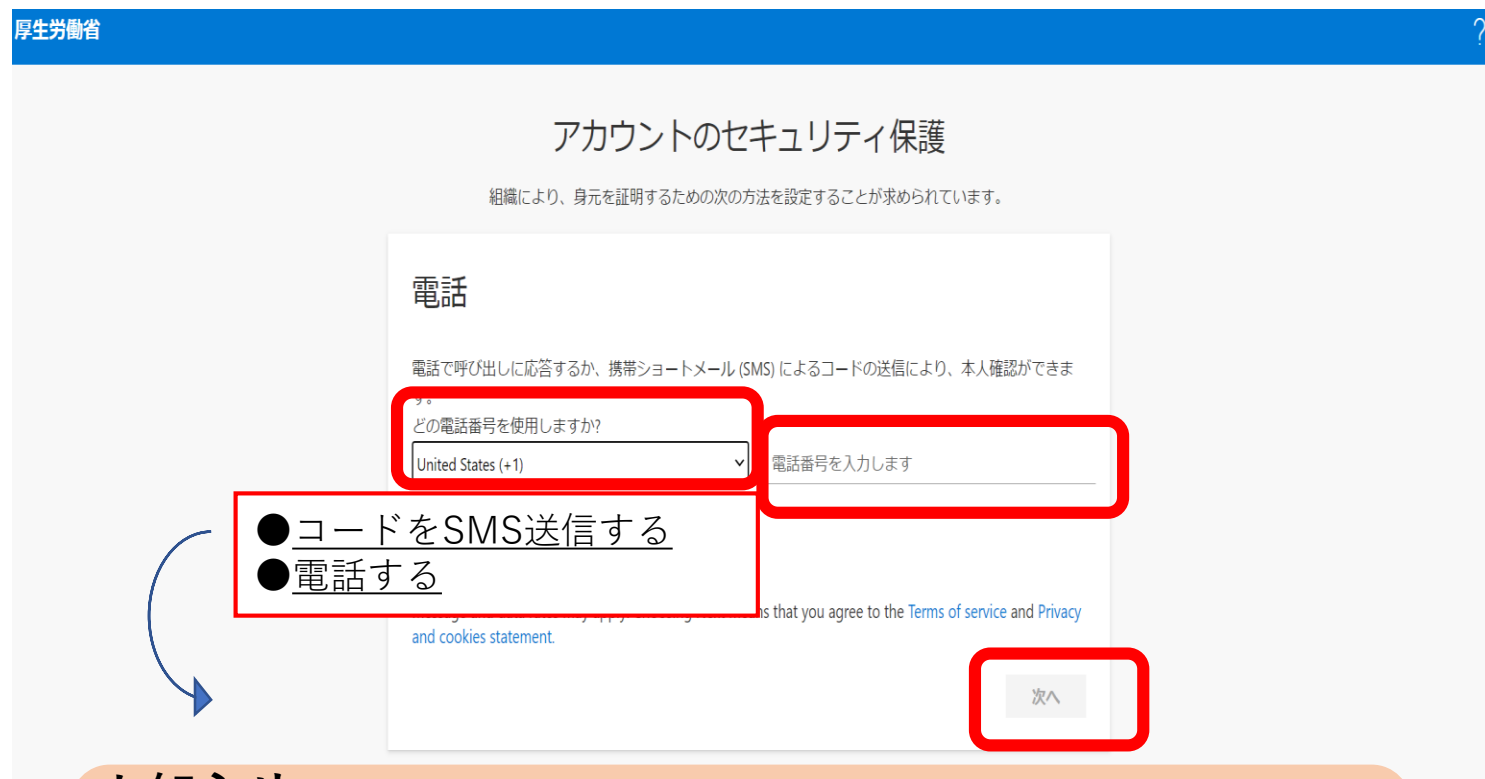 厚生労働省
?
アカウントのセキュリティ保護
組織により、身元を証明するための次の方法を設定することが求められています。
電話
電話で呼び出しに応答するか、携帯ショートメール (SMS) によるコードの送信により、本人確認ができま
す。
どの電話番号を使用しますか?
United States (+1)
電話番号を入力します
●コードをSMS送信する
●電話する
that you agree to the Terms of service and Privacy
and cookies statement.
次へ